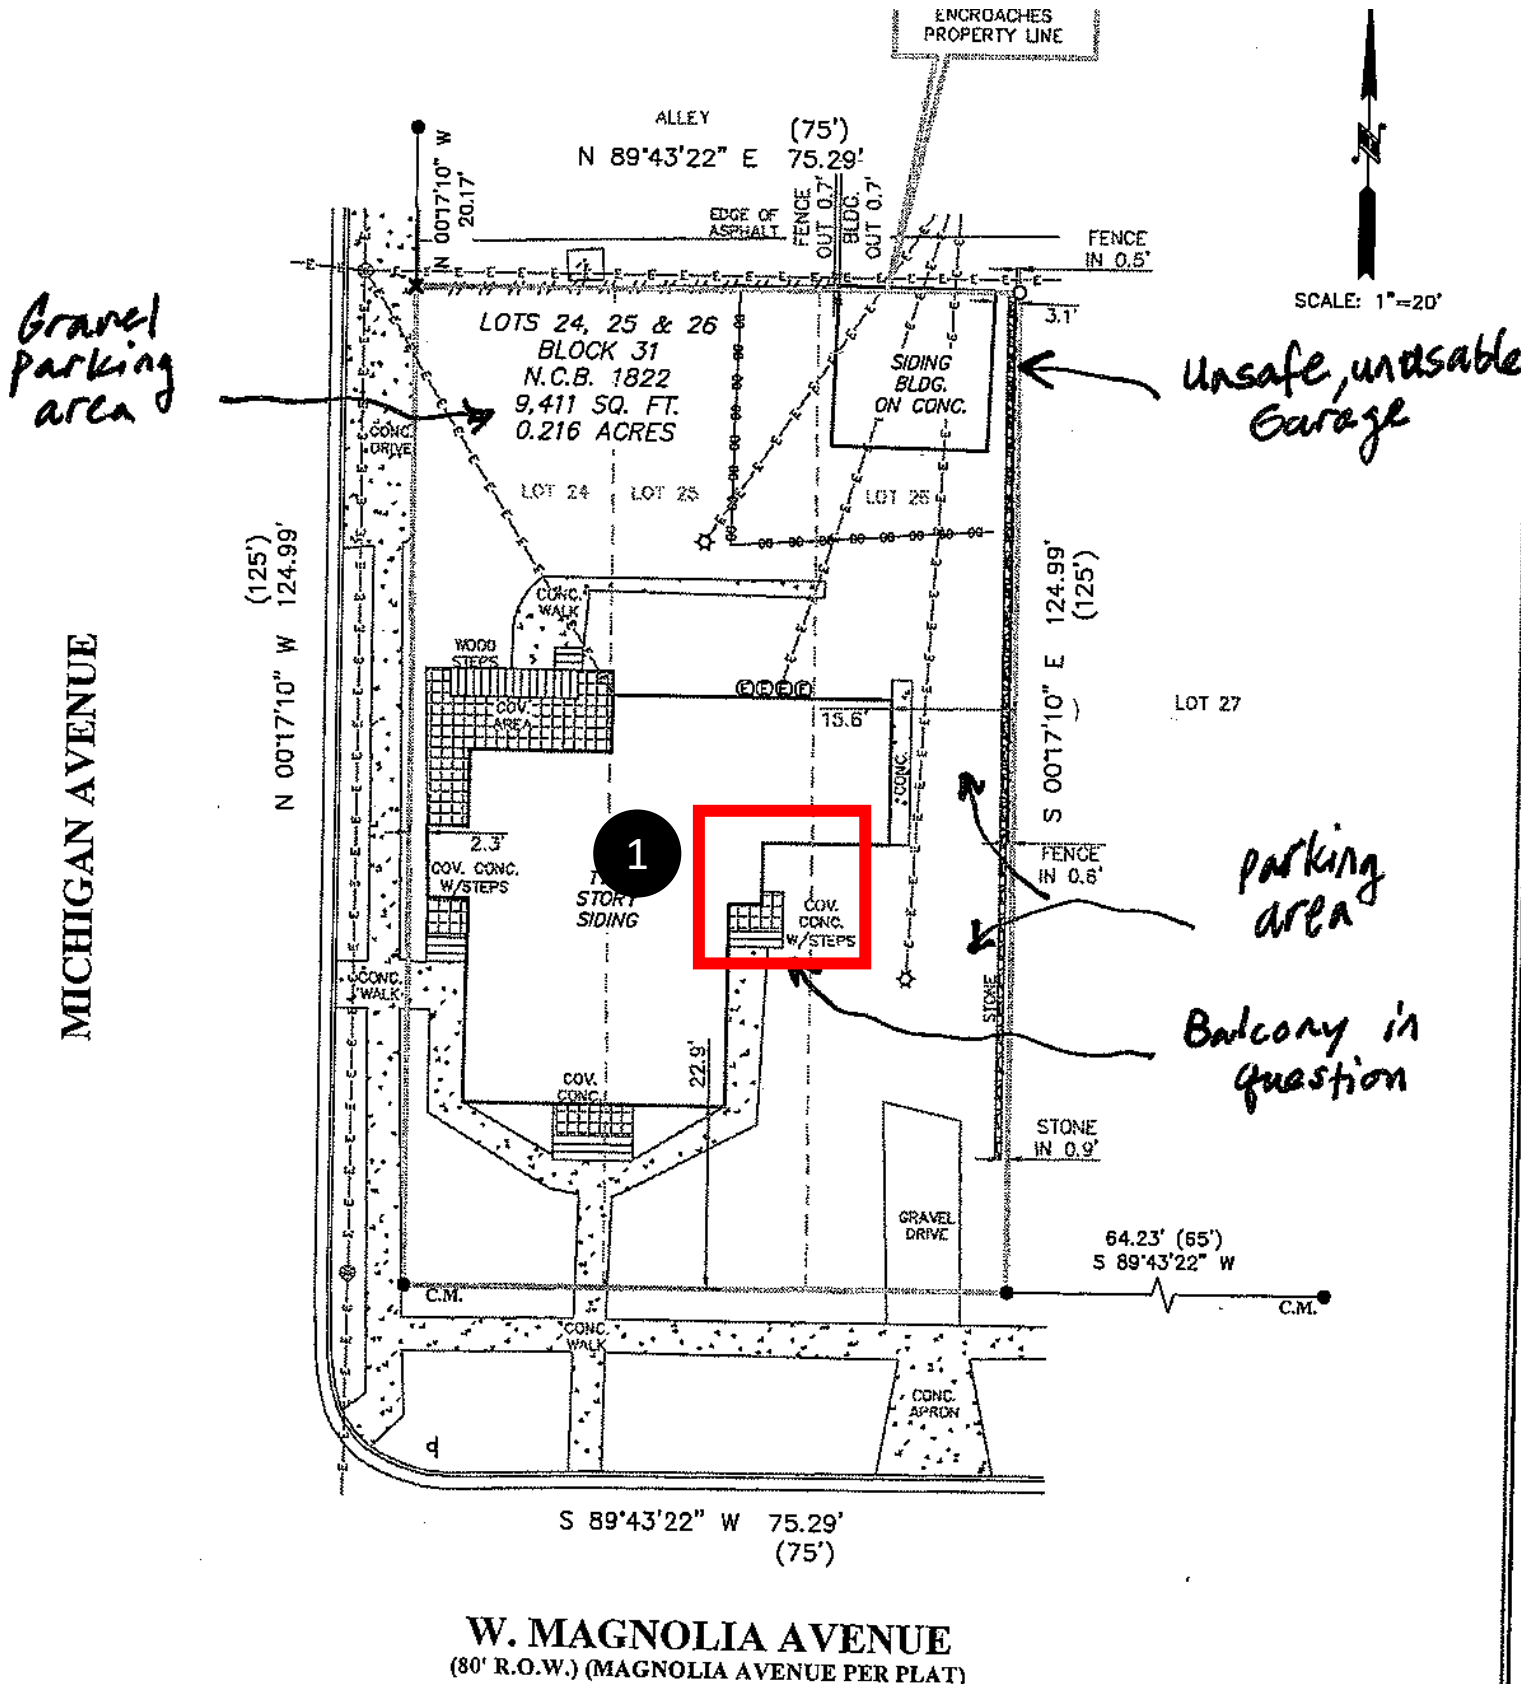 ENCROACHES
PROPERTY LINE
ALLEY
(75')
N 89°43'22" E 75.29'
N 00°17'10" W
20.17'
EDGE OF
ASPHALT
FENCE
OUT 0.7'
BLDG.
OUT 0.7'
FENCE
IN 0.5'
SCALE: 1"=20'
3.1'
Gravel
parking
area
LOTS 24, 25 & 26
BLOCK 31
N.C.B. 1822
9,411 SQ. FT.
0.216 ACRES
SIDING
BLDG.
ON CONC.
Unsafe, unusable
Garage
CONC.
DRIVE
LOT 24
LOT 25
LOT 26
(125')
N 00°17'10" W 124.99'
S 00°17'10" E 124.99'
(125')
CONC.
WALK
WOOD
STEPS
COV.
AREA
E E E E
15.6'
LOT 27
CONC.
MICHIGAN AVENUE
2.3'
COV. CONC.
W/STEPS
1
STORY
SIDING
COV.
CONC.
W/STEPS
FENCE
IN 0.6'
parking
area
CONC.
WALK
STONE
Balcony in
question
22.9'
COV.
CONC.
STONE
IN 0.9'
GRAVEL
DRIVE
64.23' (65')
S 89°43'22" W
C.M.
C.M.
CONC.
WALK
CONC.
APRON
S 89°43'22" W 75.29'
(75')
W. MAGNOLIA AVENUE
(80' R.O.W.) (MAGNOLIA AVENUE PER PLAT)